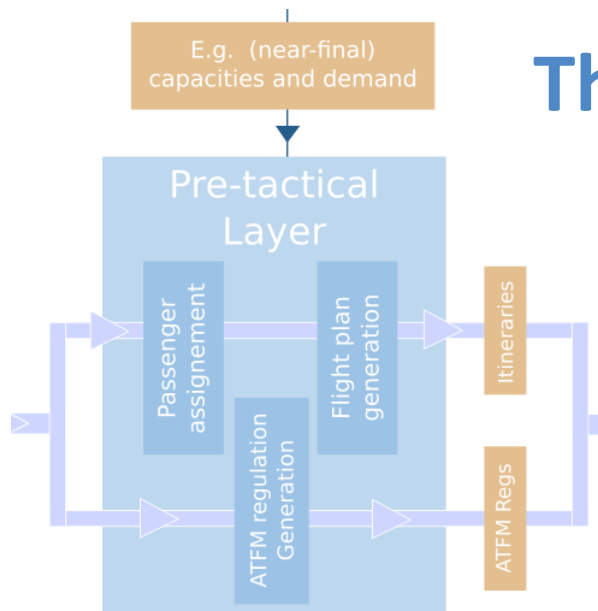 E.g. (near-final)
capacities and demand
Th
Pre-tactical
Layer
Passenger
assignement
Flight plan
generation
Itineraries
ATFM regulation
Generation
ATFM Regs